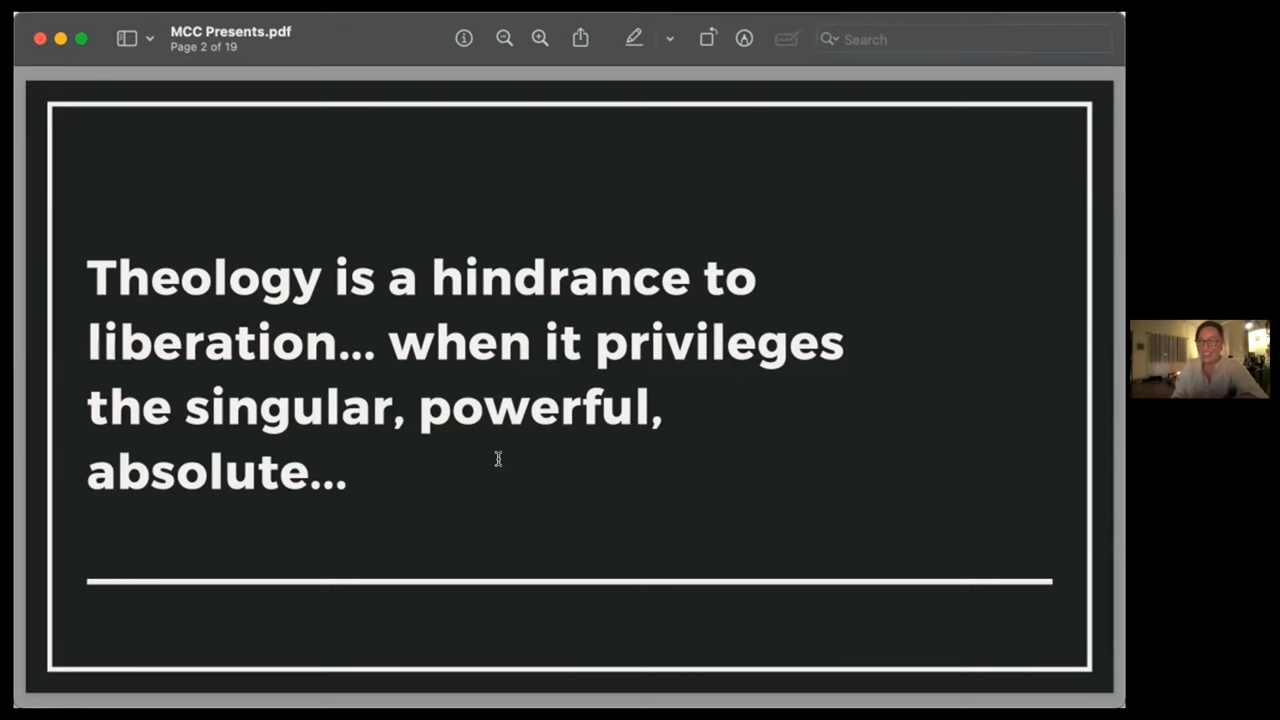 MCC Presents.pdf
Page 2 of 19
Search
Theology is a hindrance to
liberation... when it privileges
the singular, powerful,
absolute...